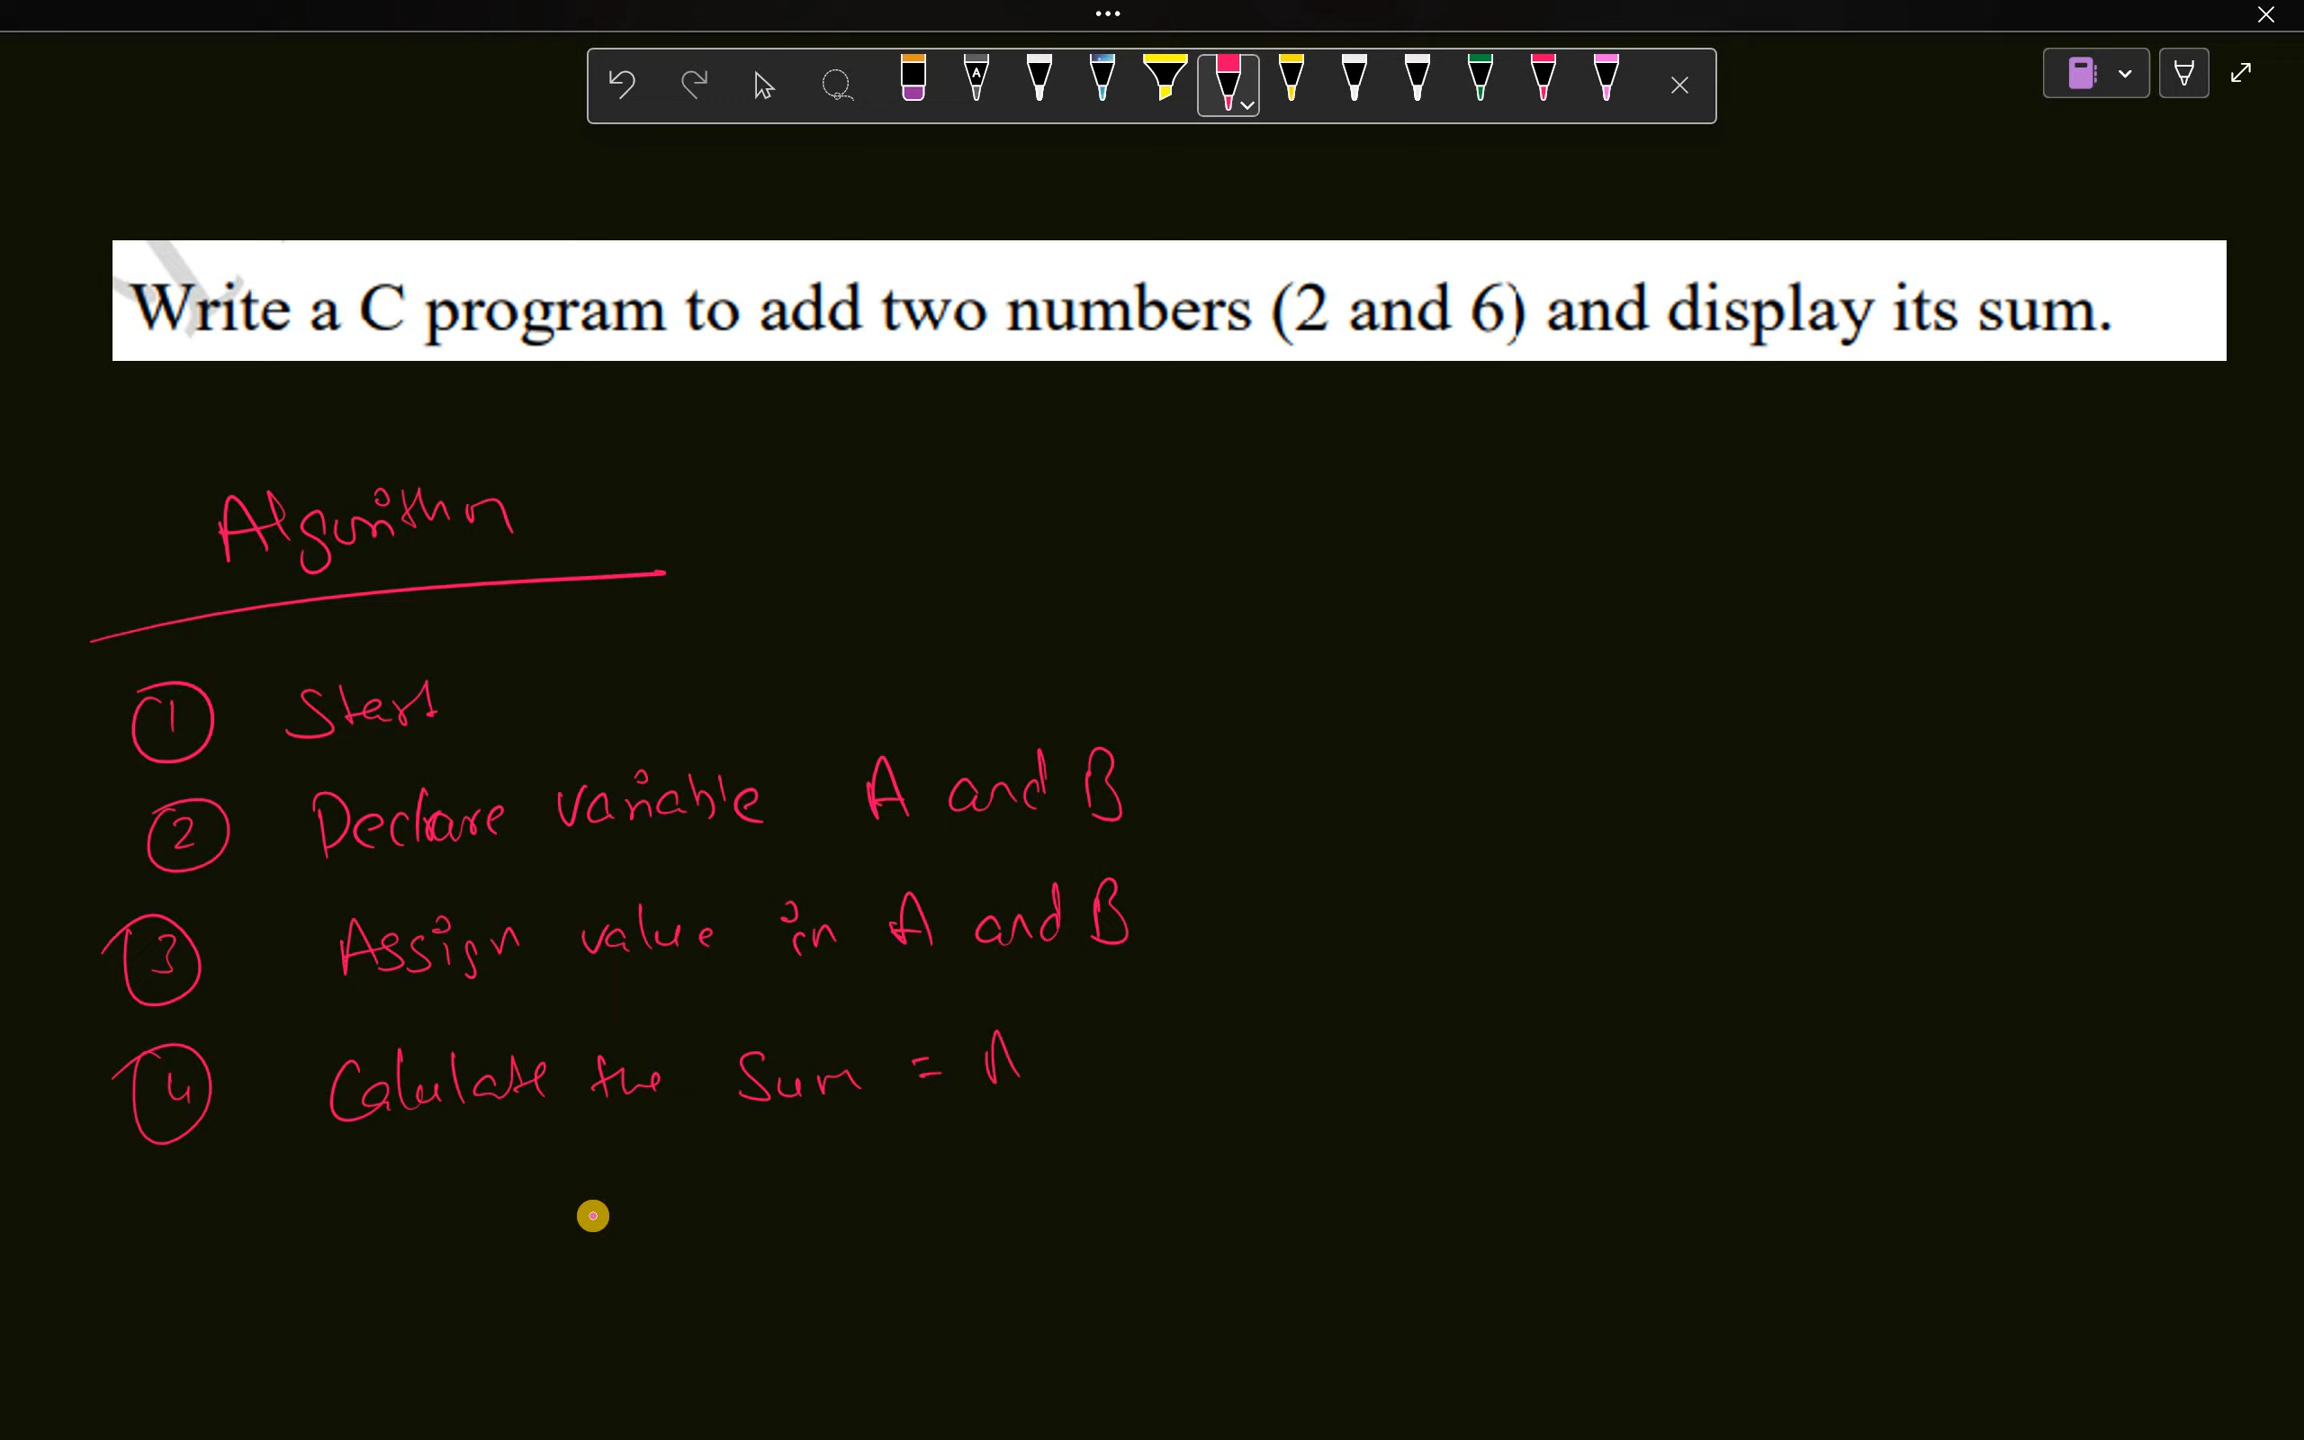 Write a C program to add two numbers (2 and 6) and display its sum.
Algorithm
1 Start
2 Declare variable A and B
3 Assign value in A and B
4 Calculate the Sum = A